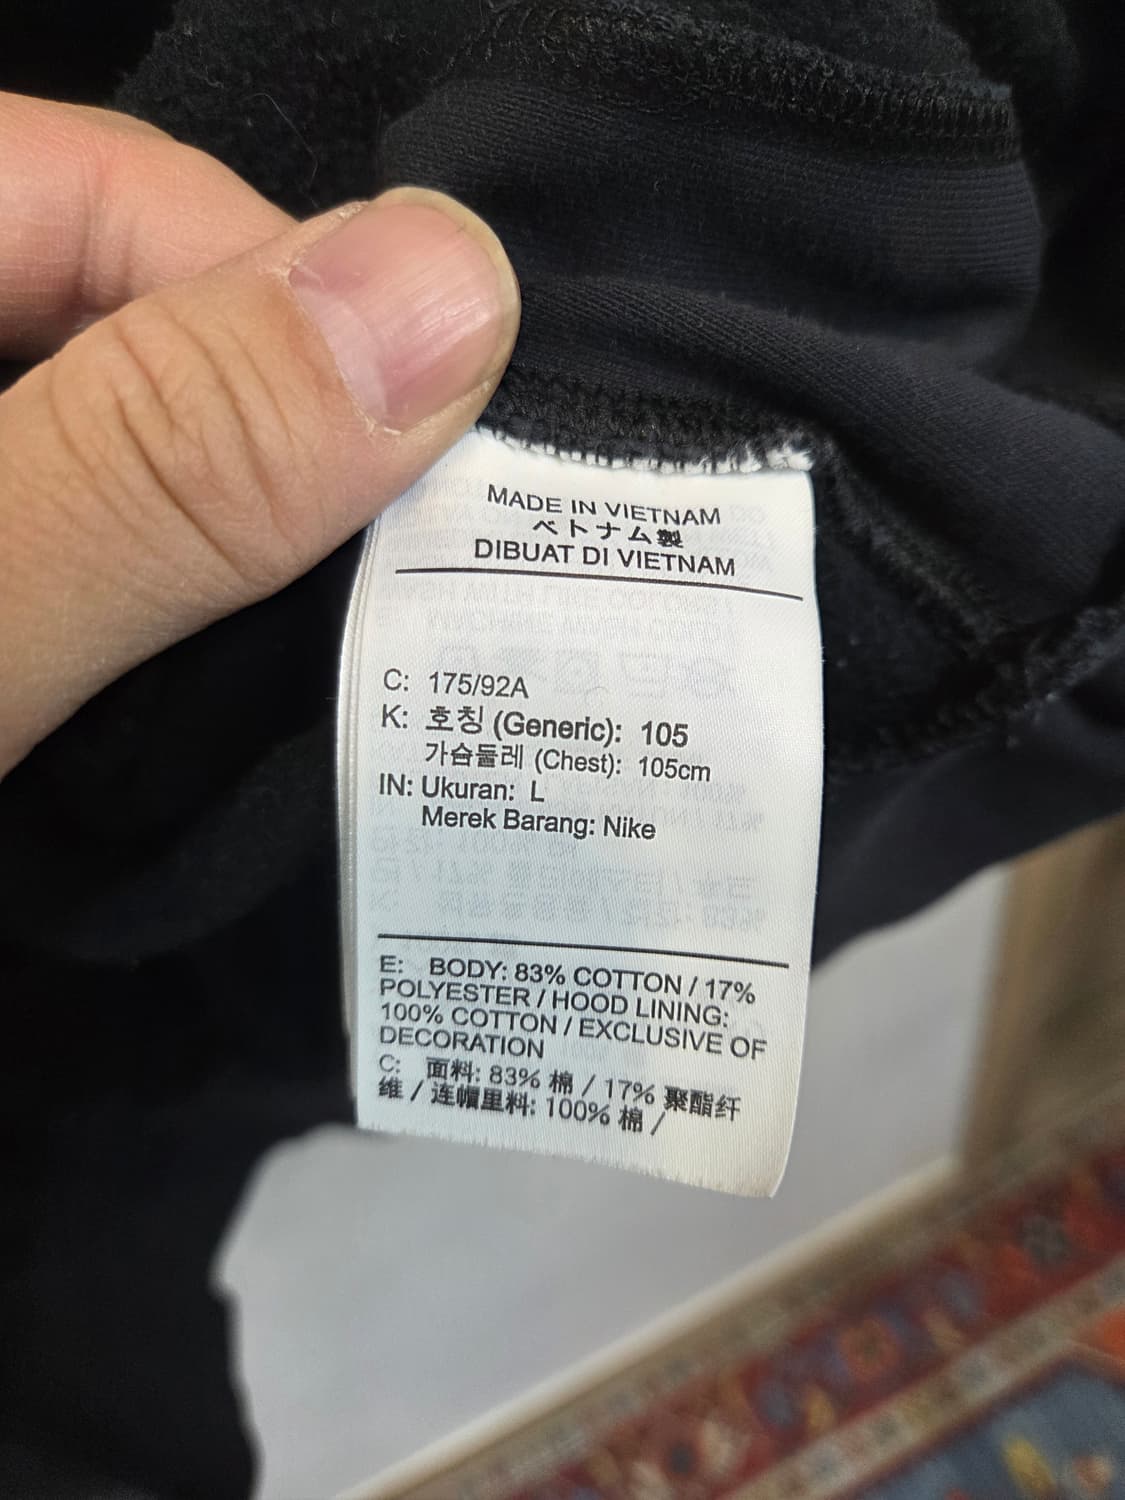 MADE IN VIETNAM
ベトナム製
DIBUAT DI VIETNAM
C: 175/92A
K: 호칭 (Generic): 105
가슴둘레 (Chest): 105cm
IN: Ukuran: L
Merek Barang: Nike
E: BODY: 83% COTTON / 17%
POLYESTER / HOOD LINING:
100% COTTON / EXCLUSIVE OF
DECORATION
C: 面料: 83% 棉 / 17% 聚酯纤
维 / 连帽里料: 100% 棉 /